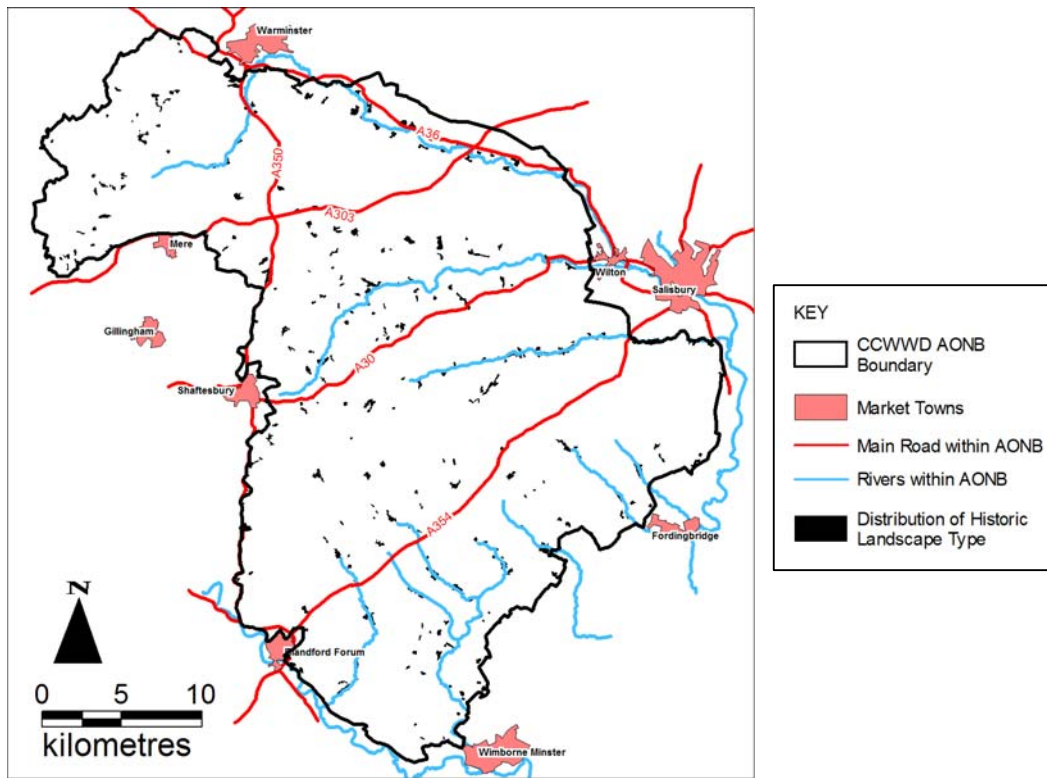 Warminster
A36
A350
A303
Mere
Wilton
Salisbury
Gillingham
A30
Shaftesbury
A354
Fordingbridge
Blandford Forum
Wimborne Minster
N
0 5 10
kilometres
KEY
CCWWD AONB
Boundary
Market Towns
Main Road within AONB
Rivers within AONB
Distribution of Historic
Landscape Type